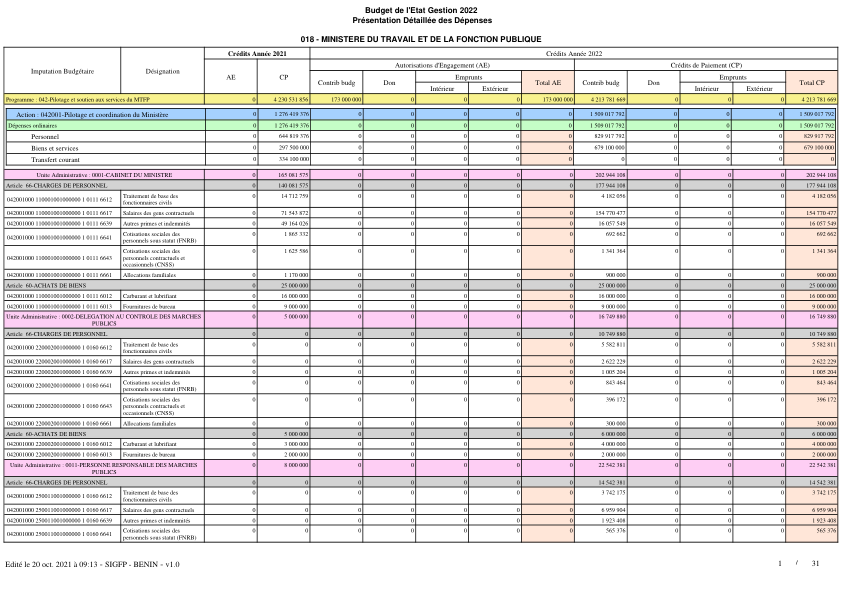 Budget de l'Etat Gestion 2022
Présentation Détaillée des Dépenses
018 - MINISTERE DU TRAVAIL ET DE LA FONCTION PUBLIQUE
Imputation Budgétaire Désignation Crédits Année 2021 Crédits Année 2022
AE CP Autorisations d'Engagement (AE) Crédits de Paiement (CP)
Contrib budg Don Emprunts Total AE Contrib budg Don Emprunts Total CP
Intérieur Extérieur Intérieur Extérieur
Programme : 042-Pilotage et soutien aux services du MTFP 0 4 230 531 856 173 000 000 0 0 0 173 000 000 4 213 781 669 0 0 0 4 213 781 669
Action : 042001-Pilotage et coordination du Ministère 0 1 276 419 376 0 0 0 0 0 1 509 017 792 0 0 0 1 509 017 792
Dépenses ordinaires 0 1 276 419 376 0 0 0 0 0 1 509 017 792 0 0 0 1 509 017 792
Personnel 0 644 819 376 0 0 0 0 0 829 917 792 0 0 0 829 917 792
Biens et services 0 297 500 000 0 0 0 0 0 679 100 000 0 0 0 679 100 000
Transfert courant 0 334 100 000 0 0 0 0 0 0 0 0 0 0
Unite Administrative : 0001-CABINET DU MINISTRE 0 165 081 575 0 0 0 0 0 202 944 108 0 0 0 202 944 108
Article 66-CHARGES DE PERSONNEL 0 140 081 575 0 0 0 0 0 177 944 108 0 0 0 177 944 108
042001000 1100001001000000 1 0111 6612 Traitement de base des fonctionnaires civils 0 14 712 759 0 0 0 0 0 4 182 056 0 0 0 4 182 056
042001000 1100001001000000 1 0111 6617 Salaires des gens contractuels 0 71 543 872 0 0 0 0 0 154 770 477 0 0 0 154 770 477
042001000 1100001001000000 1 0111 6639 Autres primes et indemnités 0 49 164 026 0 0 0 0 0 16 057 549 0 0 0 16 057 549
042001000 1100001001000000 1 0111 6641 Cotisations sociales des personnels sous statut (FNRB) 0 1 865 332 0 0 0 0 0 692 662 0 0 0 692 662
042001000 1100001001000000 1 0111 6643 Cotisations sociales des personnels contractuels et occasionnels (CNSS) 0 1 625 586 0 0 0 0 0 1 341 364 0 0 0 1 341 364
042001000 1100001001000000 1 0111 6661 Allocations familiales 0 1 170 000 0 0 0 0 0 900 000 0 0 0 900 000
Article 60-ACHATS DE BIENS 0 25 000 000 0 0 0 0 0 25 000 000 0 0 0 25 000 000
042001000 1100001001000000 1 0111 6012 Carburant et lubrifiant 0 16 000 000 0 0 0 0 0 16 000 000 0 0 0 16 000 000
042001000 1100001001000000 1 0111 6013 Fournitures de bureau 0 9 000 000 0 0 0 0 0 9 000 000 0 0 0 9 000 000
Unite Administrative : 0002-DELEGATION AU CONTROLE DES MARCHES PUBLICS 0 5 000 000 0 0 0 0 0 16 749 880 0 0 0 16 749 880
Article 66-CHARGES DE PERSONNEL 0 0 0 0 0 0 0 10 749 880 0 0 0 10 749 880
042001000 2200002001000000 1 0160 6612 Traitement de base des fonctionnaires civils 0 0 0 0 0 0 0 5 582 811 0 0 0 5 582 811
042001000 2200002001000000 1 0160 6617 Salaires des gens contractuels 0 0 0 0 0 0 0 2 622 229 0 0 0 2 622 229
042001000 2200002001000000 1 0160 6639 Autres primes et indemnités 0 0 0 0 0 0 0 1 005 204 0 0 0 1 005 204
042001000 2200002001000000 1 0160 6641 Cotisations sociales des personnels sous statut (FNRB) 0 0 0 0 0 0 0 843 464 0 0 0 843 464
042001000 2200002001000000 1 0160 6643 Cotisations sociales des personnels contractuels et occasionnels (CNSS) 0 0 0 0 0 0 0 396 172 0 0 0 396 172
042001000 2200002001000000 1 0160 6661 Allocations familiales 0 0 0 0 0 0 0 300 000 0 0 0 300 000
Article 60-ACHATS DE BIENS 0 5 000 000 0 0 0 0 0 6 000 000 0 0 0 6 000 000
042001000 2200002001000000 1 0160 6012 Carburant et lubrifiant 0 3 000 000 0 0 0 0 0 4 000 000 0 0 0 4 000 000
042001000 2200002001000000 1 0160 6013 Fournitures de bureau 0 2 000 000 0 0 0 0 0 2 000 000 0 0 0 2 000 000
Unite Administrative : 0011-PERSONNE RESPONSABLE DES MARCHES PUBLICS 0 8 000 000 0 0 0 0 0 22 542 381 0 0 0 22 542 381
Article 66-CHARGES DE PERSONNEL 0 0 0 0 0 0 0 14 542 381 0 0 0 14 542 381
042001000 2500011001000000 1 0160 6612 Traitement de base des fonctionnaires civils 0 0 0 0 0 0 0 3 742 175 0 0 0 3 742 175
042001000 2500011001000000 1 0160 6617 Salaires des gens contractuels 0 0 0 0 0 0 0 6 959 904 0 0 0 6 959 904
042001000 2500011001000000 1 0160 6639 Autres primes et indemnités 0 0 0 0 0 0 0 1 923 408 0 0 0 1 923 408
042001000 2500011001000000 1 0160 6641 Cotisations sociales des personnels sous statut (FNRB) 0 0 0 0 0 0 0 565 376 0 0 0 565 376
Edité le 20 oct. 2021 à 09:13 - SIGFP - BENIN - v1.0 1 / 31